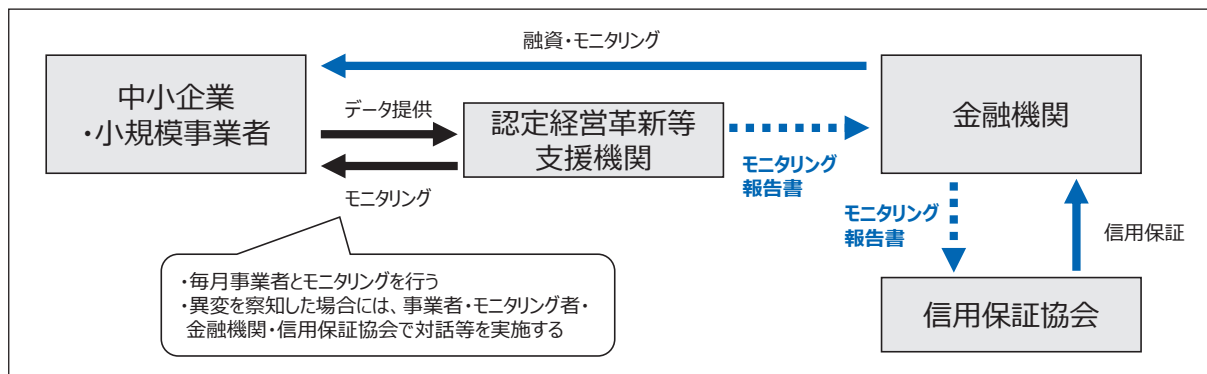 融資・モニタリング
中小企業
・小規模事業者
データ提供
モニタリング
認定経営革新等
支援機関
モニタリング
報告書
金融機関
モニタリング
報告書
信用保証
信用保証協会
・毎月事業者とモニタリングを行う
・異変を察知した場合には、事業者・モニタリング者・
金融機関・信用保証協会で対話等を実施する